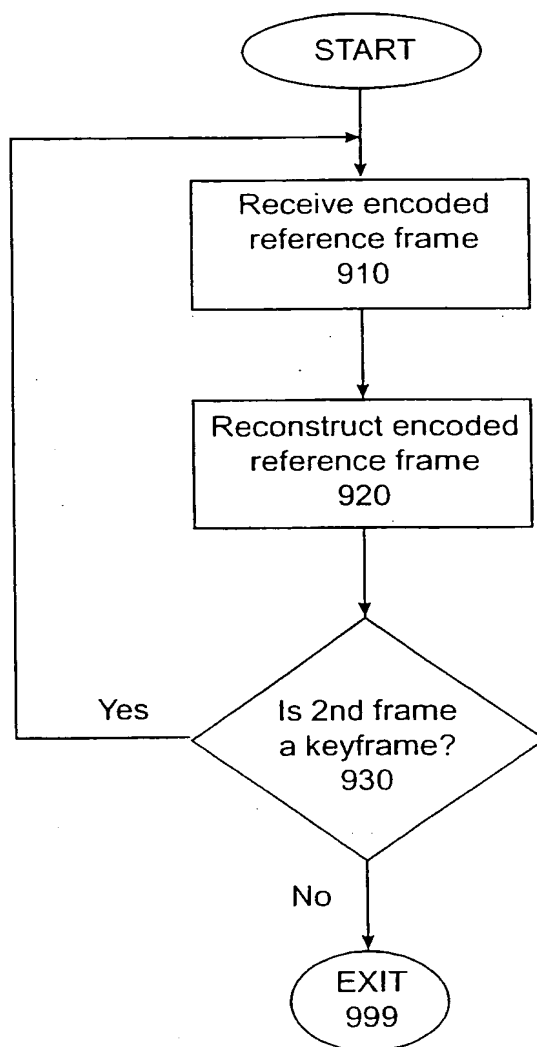 START
Receive encoded
reference frame
910
Reconstruct encoded
reference frame
920
Yes
Is 2nd frame
a keyframe?
930
No
EXIT
999